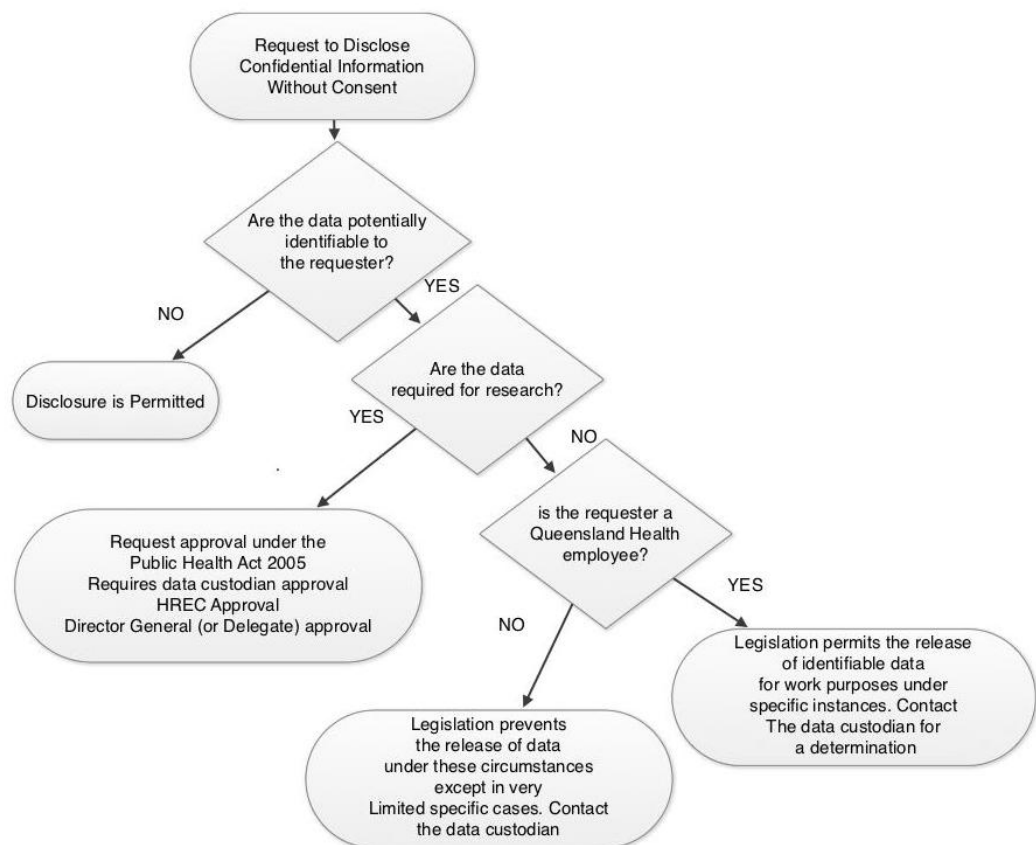 Request to Disclose
Confidential Information
Without Consent
Are the data potentially
identifiable to
the requester?
NO
YES
Disclosure is Permitted
Are the data
required for research?
YES
NO
Request approval under the
Public Health Act 2005
Requires data custodian approval
HREC Approval
Director General (or Delegate) approval
is the requester a
Queensland Health
employee?
NO
YES
Legislation prevents
the release of data
under these circumstances
except in very
Limited specific cases. Contact
the data custodian
Legislation permits the release
of identifiable data
for work purposes under
specific instances. Contact
The data custodian for
a determination